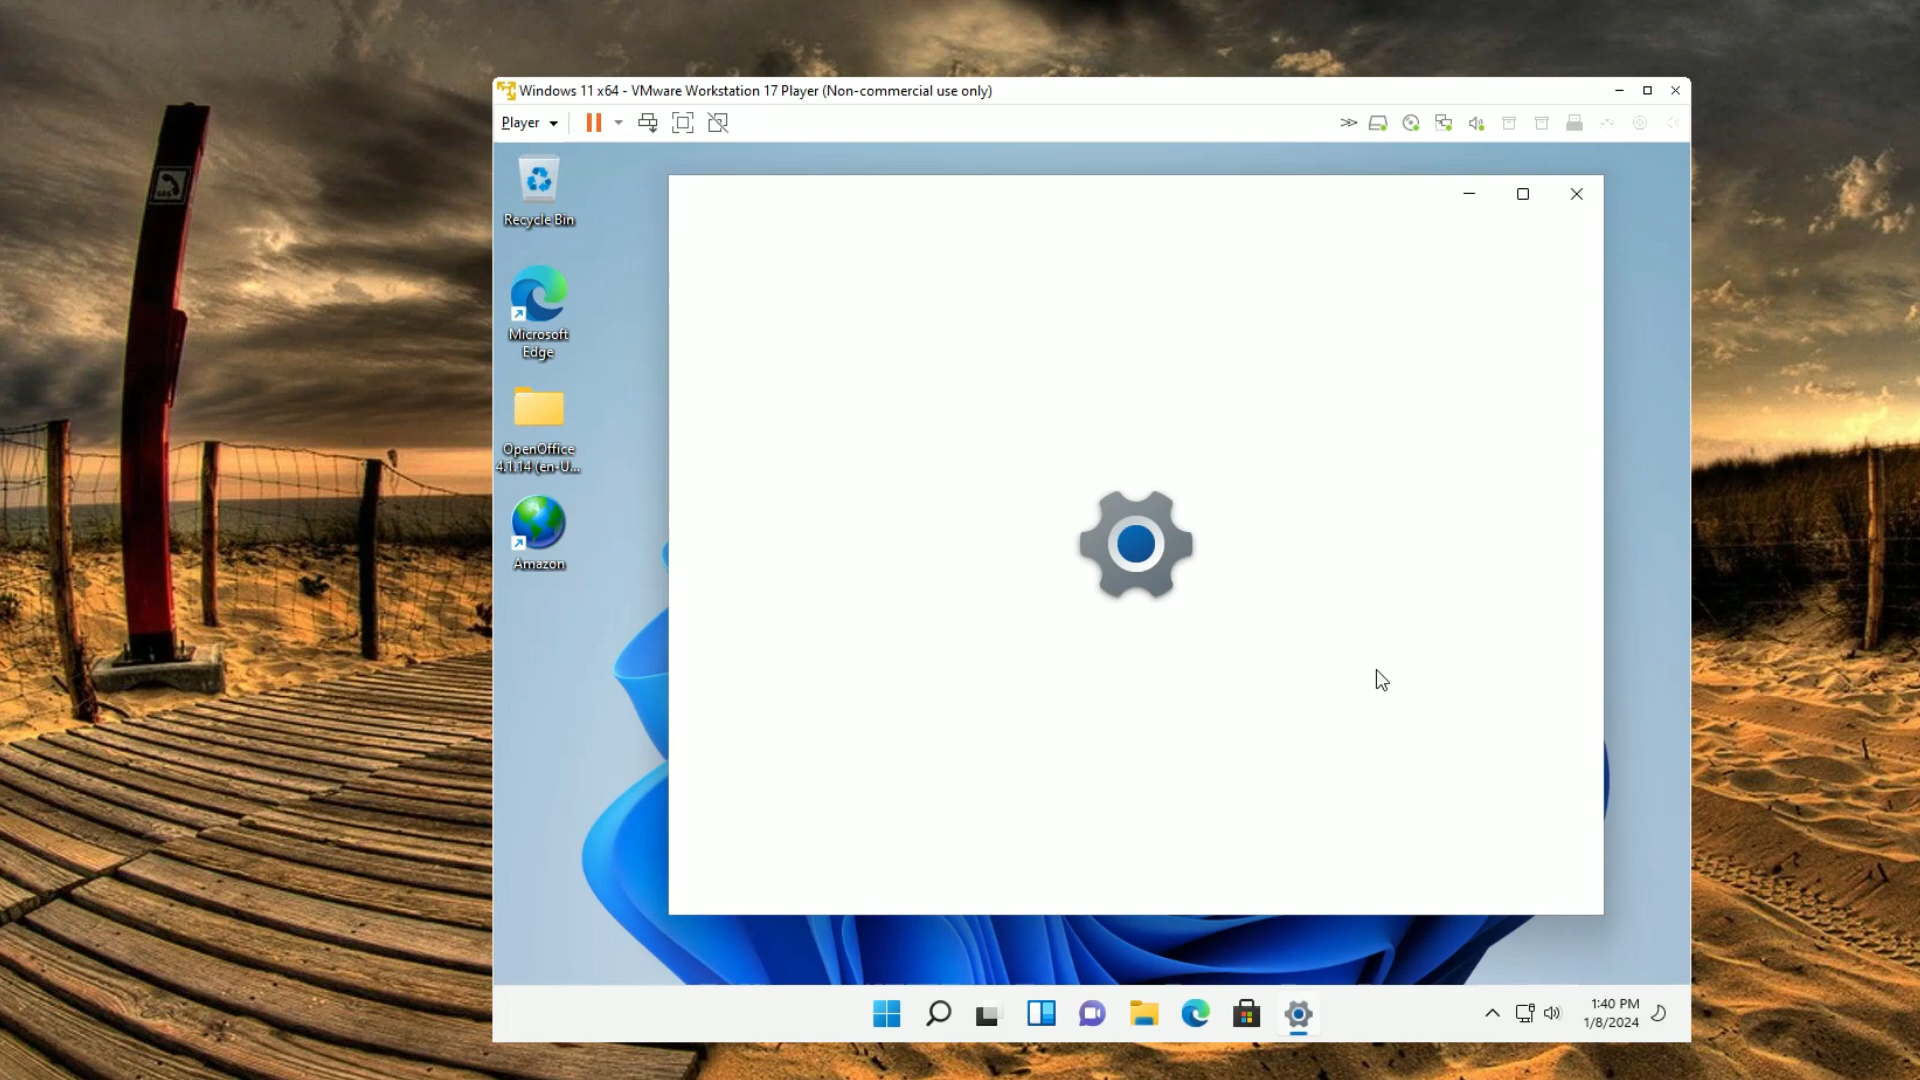 Windows 11 x64 - VMware Workstation 17 Player (Non-commercial use only)
Player
Recycle Bin
Microsoft
Edge
OpenOffice
4.1.14 (en-U...
Amazon
SOS
1:40 PM
1/8/2024